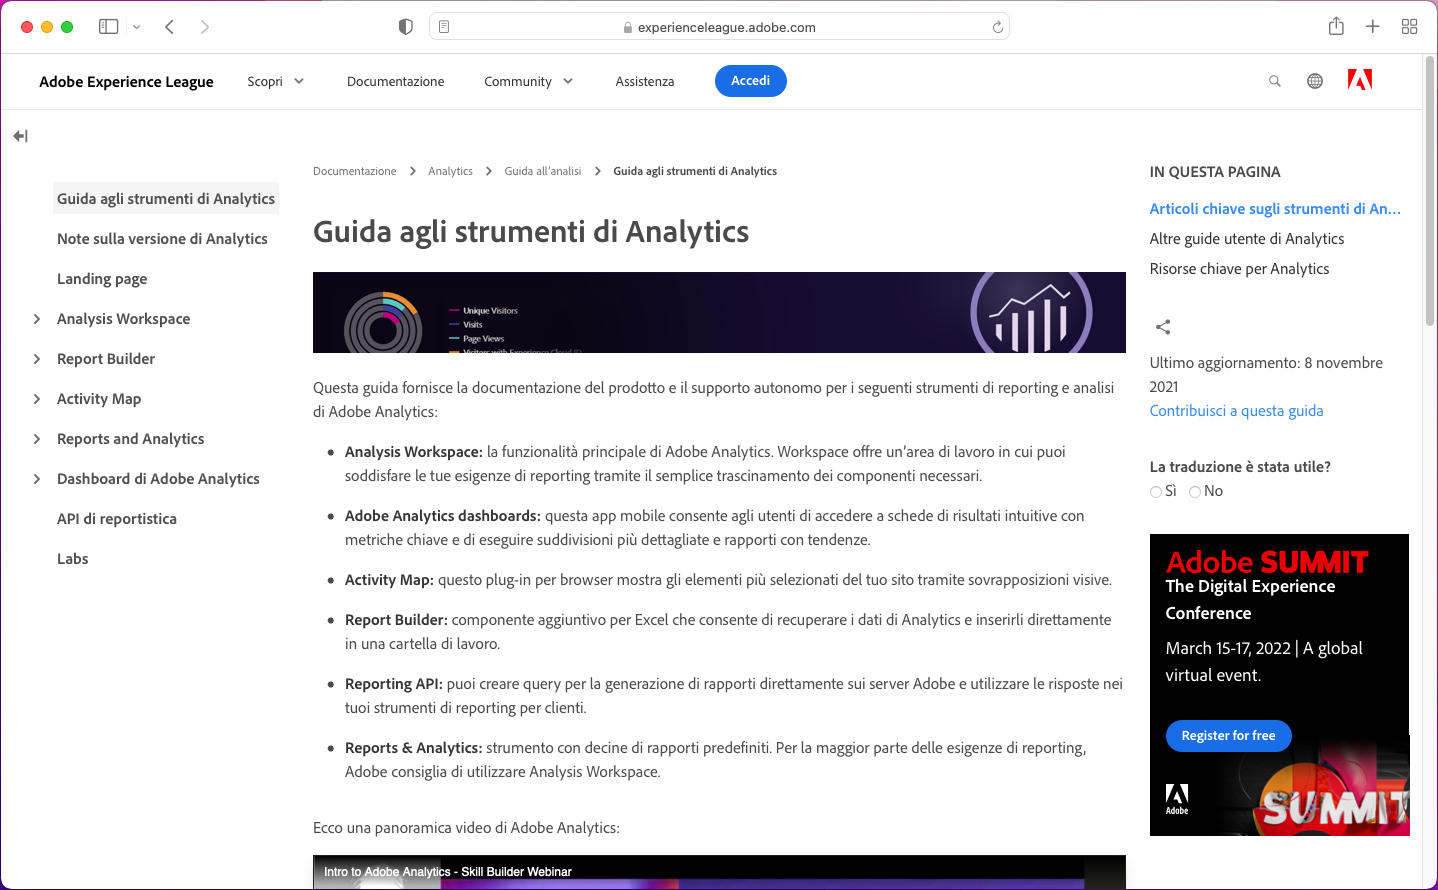 experienceleague.adobe.com
Adobe Experience League
Scopri
Documentazione
Community
Assistenza
Accedi
Guida agli strumenti di Analytics
Note sulla versione di Analytics
Landing page
Analysis Workspace
Report Builder
Activity Map
Reports and Analytics
Dashboard di Adobe Analytics
API di reportistica
Labs
Documentazione > Analytics > Guida all'analisi > Guida agli strumenti di Analytics
Guida agli strumenti di Analytics
Unique Visitors
Visits
Page Views
Visitors with Experience Cloud ID
Questa guida fornisce la documentazione del prodotto e il supporto autonomo per i seguenti strumenti di reporting e analisi
di Adobe Analytics:
Analysis Workspace: la funzionalità principale di Adobe Analytics. Workspace offre un'area di lavoro in cui puoi
soddisfare le tue esigenze di reporting tramite il semplice trascinamento dei componenti necessari.
Adobe Analytics dashboards: questa app mobile consente agli utenti di accedere a schede di risultati intuitive con
metriche chiave e di eseguire suddivisioni più dettagliate e rapporti con tendenze.
Activity Map: questo plug-in per browser mostra gli elementi più selezionati del tuo sito tramite sovrapposizioni visive.
Report Builder: componente aggiuntivo per Excel che consente di recuperare i dati di Analytics e inserirli direttamente
in una cartella di lavoro.
Reporting API: puoi creare query per la generazione di rapporti direttamente sui server Adobe e utilizzare le risposte nei
tuoi strumenti di reporting per clienti.
Reports & Analytics: strumento con decine di rapporti predefiniti. Per la maggior parte delle esigenze di reporting,
Adobe consiglia di utilizzare Analysis Workspace.
Ecco una panoramica video di Adobe Analytics:
Intro to Adobe Analytics - Skill Builder Webinar
IN QUESTA PAGINA
Articoli chiave sugli strumenti di An...
Altre guide utente di Analytics
Risorse chiave per Analytics
Ultimo aggiornamento: 8 novembre
2021
Contribuisci a questa guida
La traduzione è stata utile?
Sì No
Adobe SUMMIT
The Digital Experience
Conference
March 15-17, 2022 | A global
virtual event.
Register for free
Adobe
SUMMIT